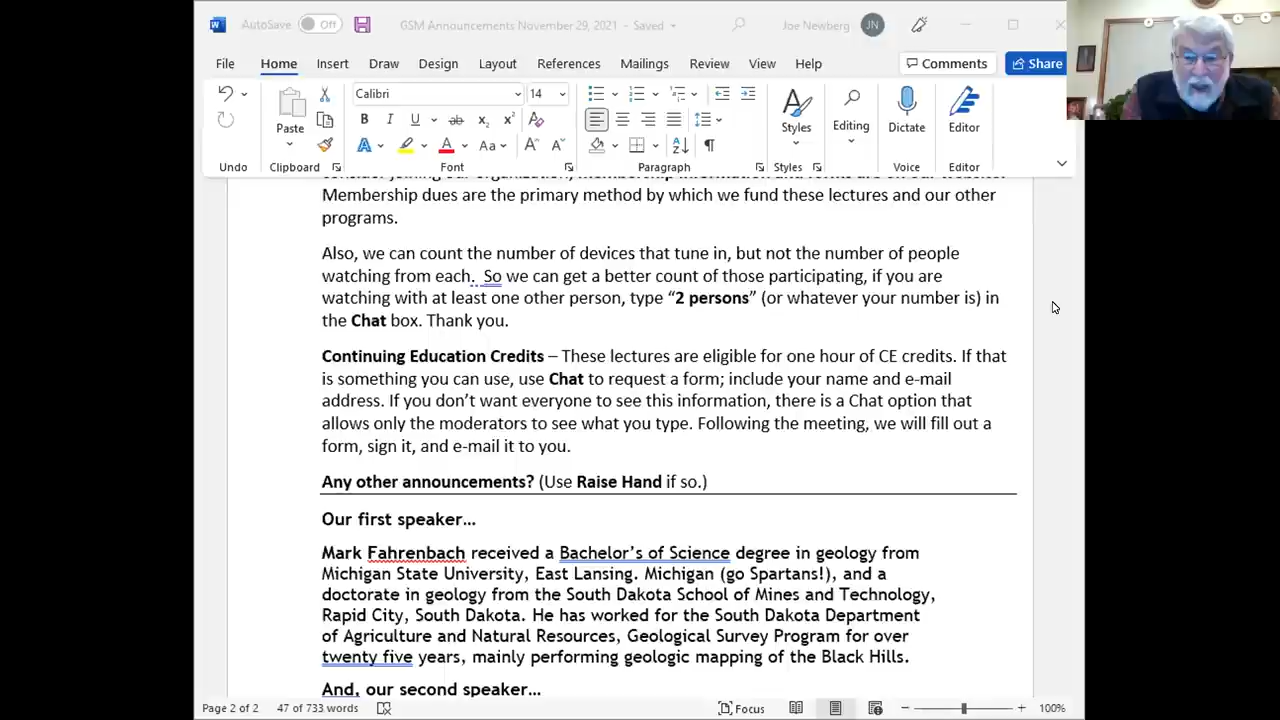 AutoSave Off GSM Announcements November 29, 2021 - Saved Joe Newberg JN
File Home Insert Draw Design Layout References Mailings Review View Help Comments Share
Calibri 14
Paste Styles Editing Dictate Editor
Undo Clipboard Font Paragraph Styles Voice Editor
Membership dues are the primary method by which we fund these lectures and our other
programs.
Also, we can count the number of devices that tune in, but not the number of people
watching from each. So we can get a better count of those participating, if you are
watching with at least one other person, type “2 persons” (or whatever your number is) in
the Chat box. Thank you.
Continuing Education Credits – These lectures are eligible for one hour of CE credits. If that
is something you can use, use Chat to request a form; include your name and e-mail
address. If you don’t want everyone to see this information, there is a Chat option that
allows only the moderators to see what you type. Following the meeting, we will fill out a
form, sign it, and e-mail it to you.
Any other announcements? (Use Raise Hand if so.)
Our first speaker…
Mark Fahrenbach received a Bachelor’s of Science degree in geology from
Michigan State University, East Lansing. Michigan (go Spartans!), and a
doctorate in geology from the South Dakota School of Mines and Technology,
Rapid City, South Dakota. He has worked for the South Dakota Department
of Agriculture and Natural Resources, Geological Survey Program for over
twenty five years, mainly performing geologic mapping of the Black Hills.
And, our second speaker…
Page 2 of 2 47 of 733 words Focus 100%